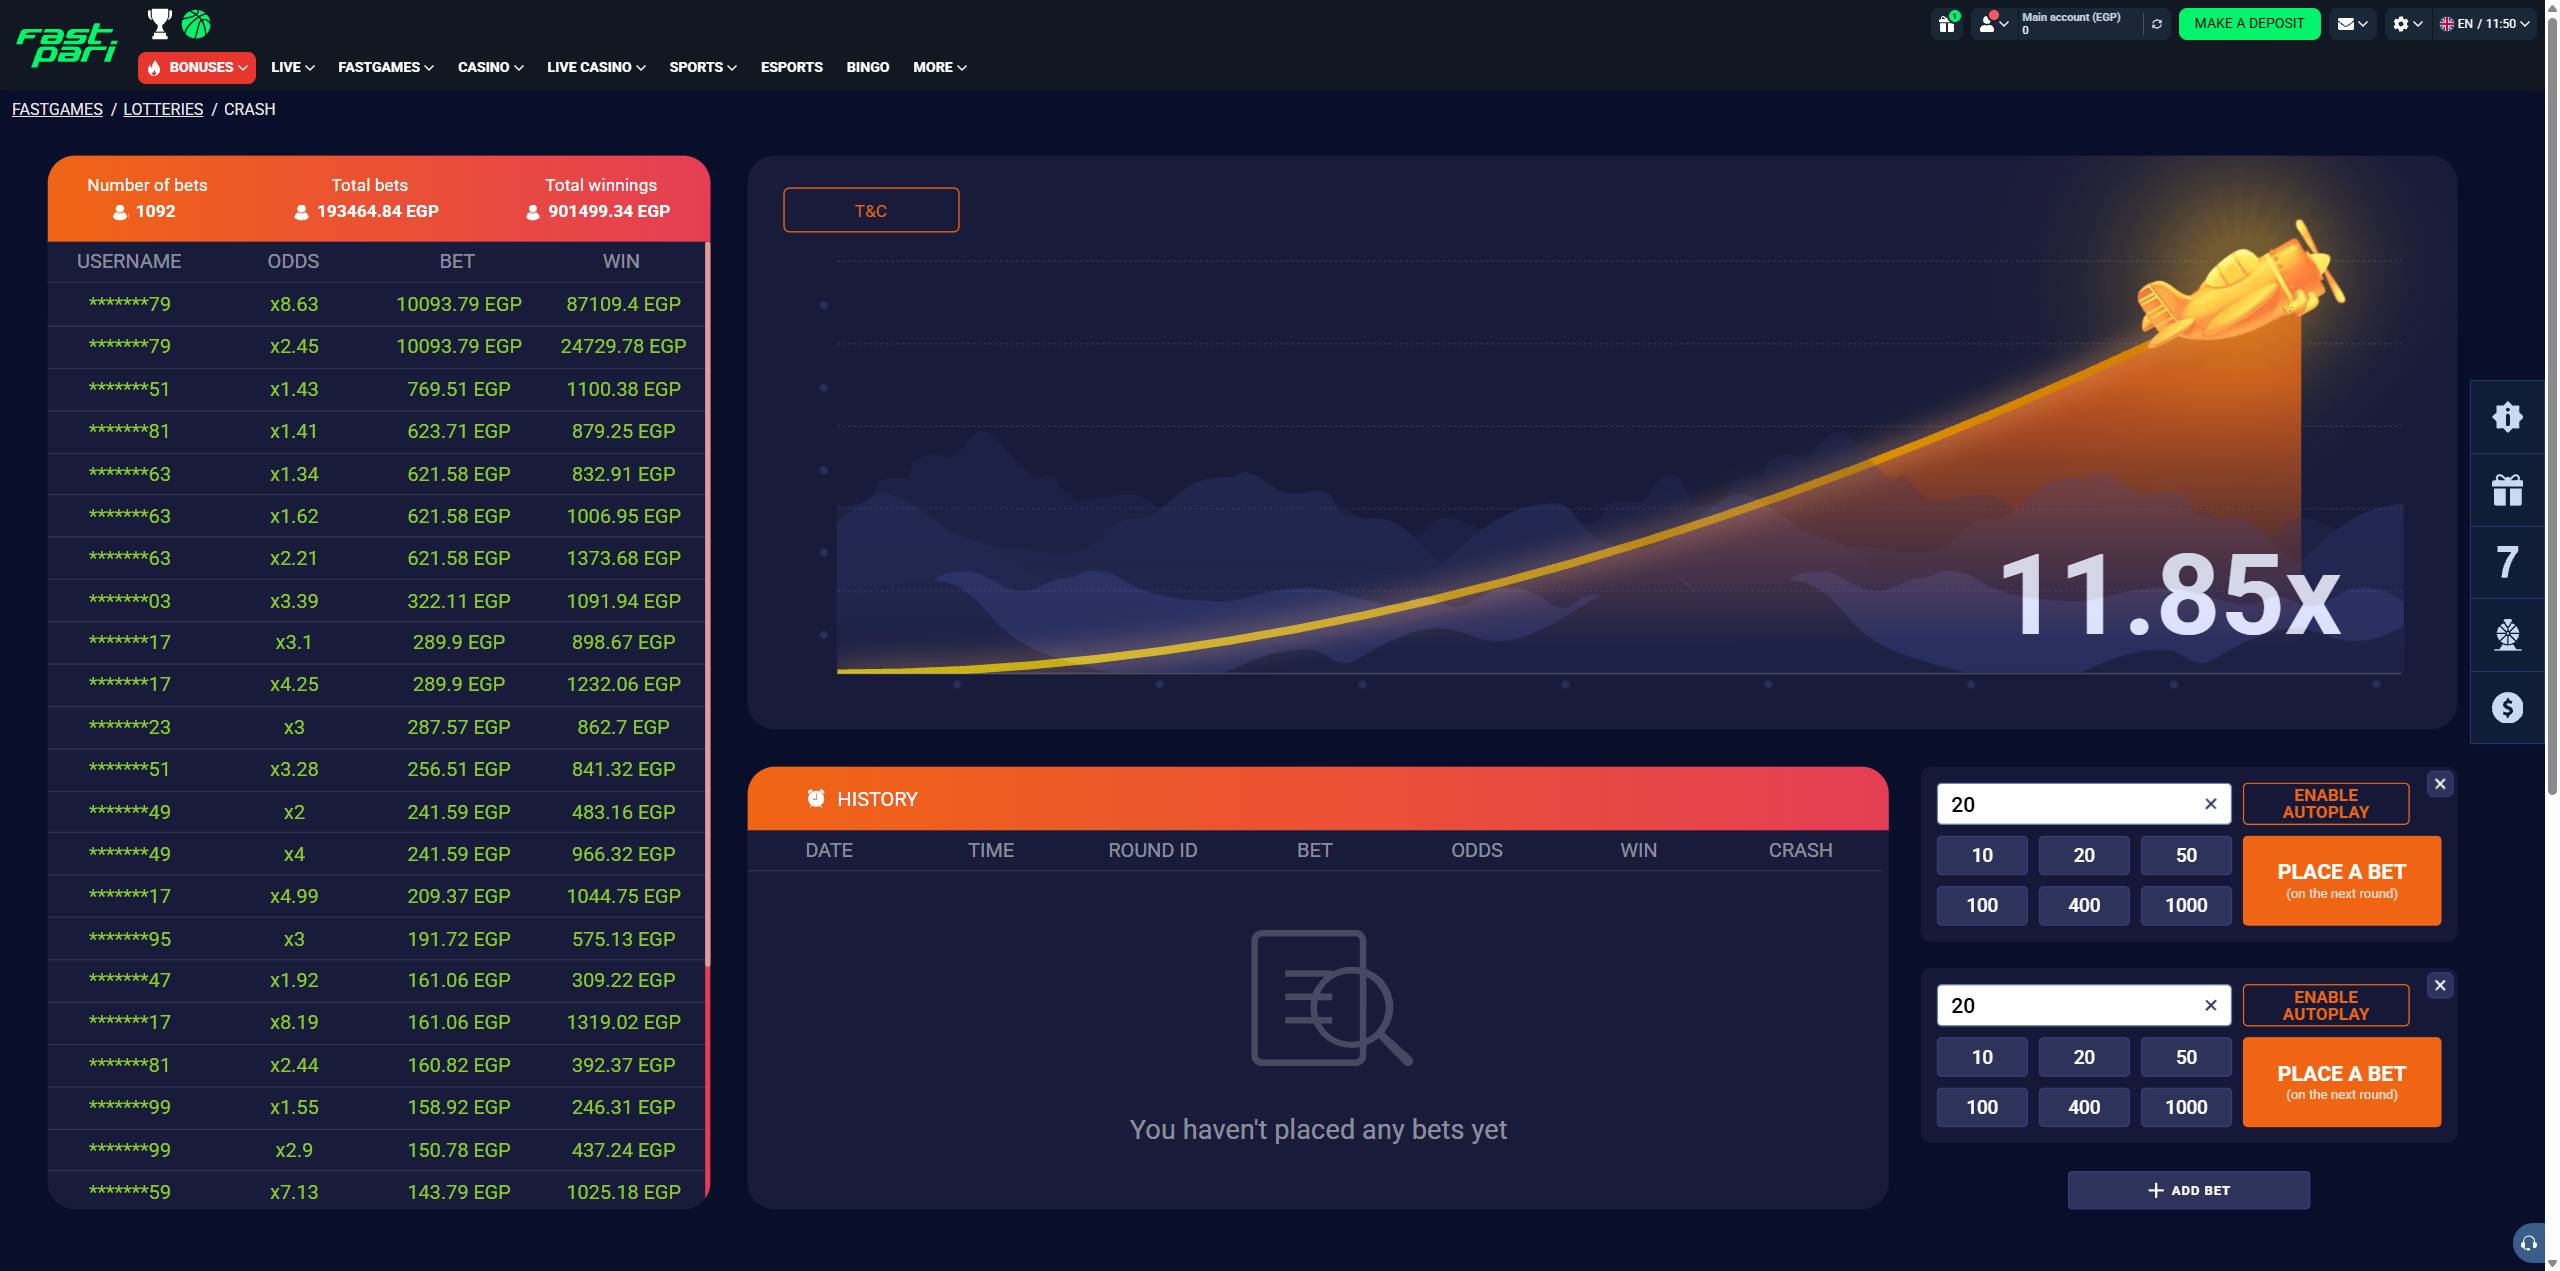 fast pari
1
Main account (EGP)
0
MAKE A DEPOSIT
EN / 11:50
BONUSES LIVE FASTGAMES CASINO LIVE CASINO SPORTS ESPORTS BINGO MORE
FASTGAMES / LOTTERIES / CRASH
Number of bets Total bets Total winnings
1092 193464.84 EGP 901499.34 EGP
USERNAME ODDS BET WIN
*******79 x8.63 10093.79 EGP 87109.4 EGP
*******79 x2.45 10093.79 EGP 24729.78 EGP
*******51 x1.43 769.51 EGP 1100.38 EGP
*******81 x1.41 623.71 EGP 879.25 EGP
*******63 x1.34 621.58 EGP 832.91 EGP
*******63 x1.62 621.58 EGP 1006.95 EGP
*******63 x2.21 621.58 EGP 1373.68 EGP
*******03 x3.39 322.11 EGP 1091.94 EGP
*******17 x3.1 289.9 EGP 898.67 EGP
*******17 x4.25 289.9 EGP 1232.06 EGP
*******23 x3 287.57 EGP 862.7 EGP
*******51 x3.28 256.51 EGP 841.32 EGP
*******49 x2 241.59 EGP 483.16 EGP
*******49 x4 241.59 EGP 966.32 EGP
*******17 x4.99 209.37 EGP 1044.75 EGP
*******95 x3 191.72 EGP 575.13 EGP
*******47 x1.92 161.06 EGP 309.22 EGP
*******17 x8.19 161.06 EGP 1319.02 EGP
*******81 x2.44 160.82 EGP 392.37 EGP
*******99 x1.55 158.92 EGP 246.31 EGP
*******99 x2.9 150.78 EGP 437.24 EGP
*******59 x7.13 143.79 EGP 1025.18 EGP
T&C
11.85x
7
HISTORY
DATE TIME ROUND ID BET ODDS WIN CRASH
You haven't placed any bets yet
20
ENABLE
AUTOPLAY
10 20 50
100 400 1000
PLACE A BET
(on the next round)
20
ENABLE
AUTOPLAY
10 20 50
100 400 1000
PLACE A BET
(on the next round)
ADD BET